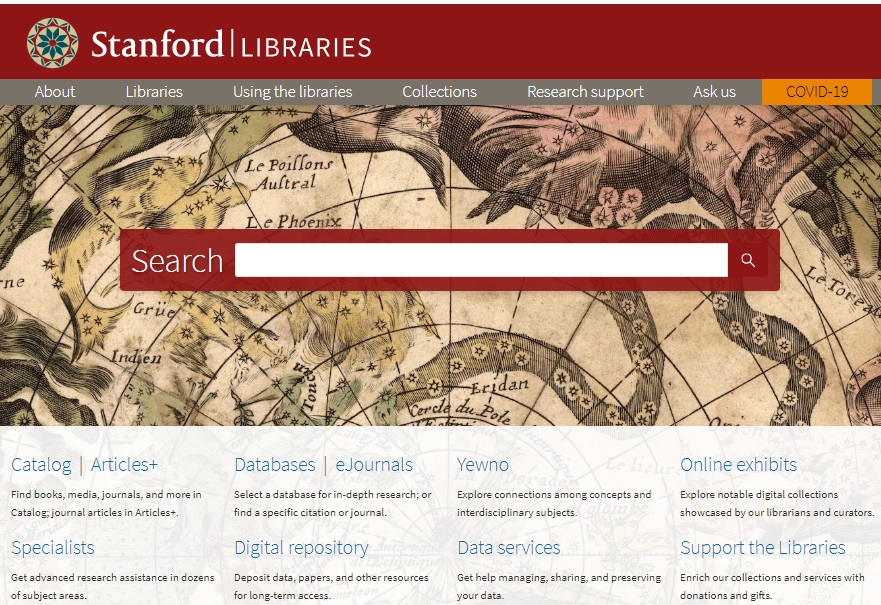 Stanford | LIBRARIES
About Libraries Using the libraries Collections Research support Ask us COVID-19
Le Poissons
Austral
Le Phoenix
Search
Grüe
Indien
Eridan
Cercle du Pole
Catalog | Articles+
Find books, media, journals, and more in
Catalog; journal articles in Articles+.
Databases | eJournals
Select a database for in-depth research; or
find a specific citation or journal.
Yewno
Explore connections among concepts and
interdisciplinary subjects.
Online exhibits
Explore notable digital collections
showcased by our librarians and curators.
Specialists
Get advanced research assistance in dozens
of subject areas.
Digital repository
Deposit data, papers, and other resources
for long-term access.
Data services
Get help managing, sharing, and preserving
your data.
Support the Libraries
Enrich our collections and services with
donations and gifts.